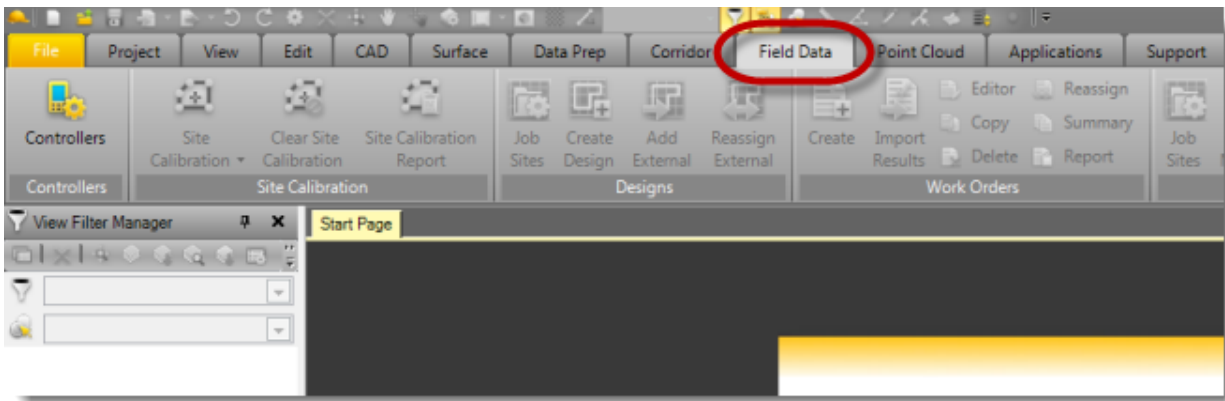 File Project View Edit CAD Surface Data Prep Corridor Field Data Point Cloud Applications Support
Editor Reassign
Controllers Site Clear Site Site Calibration Job Create Add Reassign Create Import Copy Summary Job
Calibration Calibration Report Sites Design External External Results Delete Report Sites
Controllers Site Calibration Designs Work Orders
View Filter Manager Start Page